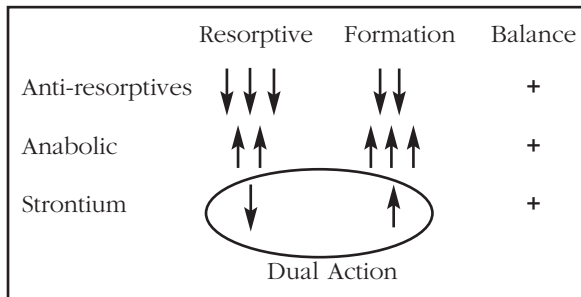 Resorptive Formation Balance
Anti-resorptives +
Anabolic +
Strontium +
Dual Action